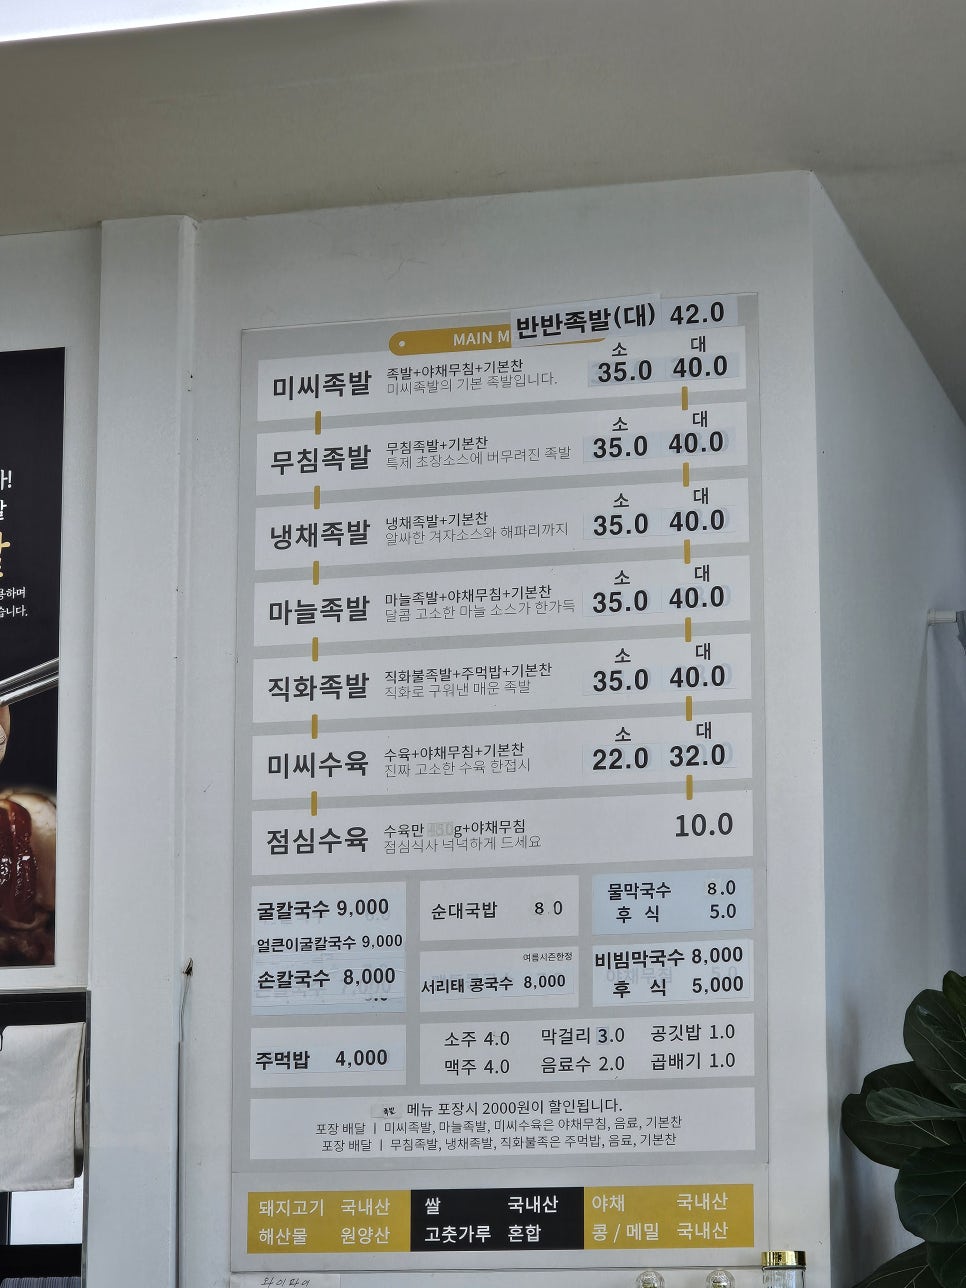 반반족발(대) 42.0
MAIN M
소 대
미씨족발 족발+야채무침+기본찬 35.0 40.0
미씨족발의 기본 족발입니다.
소 대
무침족발 무침족발+기본찬 35.0 40.0
특제 초장소스에 버무려진 족발
소 대
냉채족발 냉채족발+기본찬 35.0 40.0
알싸한 겨자소스와 해파리까지
소 대
마늘족발 마늘족발+야채무침+기본찬 35.0 40.0
달콤 고소한 마늘 소스가 한가득
소 대
직화족발 직화불족발+주먹밥+기본찬 35.0 40.0
직화로 구워낸 매운 족발
소 대
미씨수육 수육+야채무침+기본찬 22.0 32.0
진짜 고소한 수육 한접시
점심수육 수육만 g+야채무침 10.0
점심식사 넉넉하게 드세요
굴칼국수 9,000
얼큰이굴칼국수 9,000
손칼국수 8,000
순대국밥 8.0
여름시즌한정
서리태 콩국수 8,000
물막국수 8.0
후 식 5.0
비빔막국수 8,000
후 식 5,000
주먹밥 4,000
소주 4.0 막걸리 3.0 공깃밥 1.0
맥주 4.0 음료수 2.0 곱배기 1.0
족발 메뉴 포장시 2000원이 할인됩니다.
포장 배달 | 미씨족발, 마늘족발, 미씨수육은 야채무침, 음료, 기본찬
포장 배달 | 무침족발, 냉채족발, 직화불족은 주먹밥, 음료, 기본찬
돼지고기 국내산 쌀 국내산 야채 국내산
해산물 원양산 고춧가루 혼합 콩/메밀 국내산
와이파이